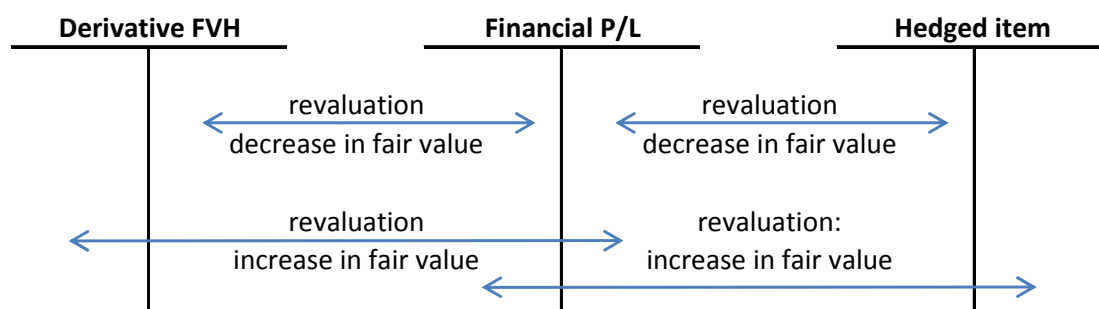 Derivative FVH Financial P/L Hedged item
revaluation revaluation
decrease in fair value decrease in fair value
revaluation revaluation:
increase in fair value increase in fair value